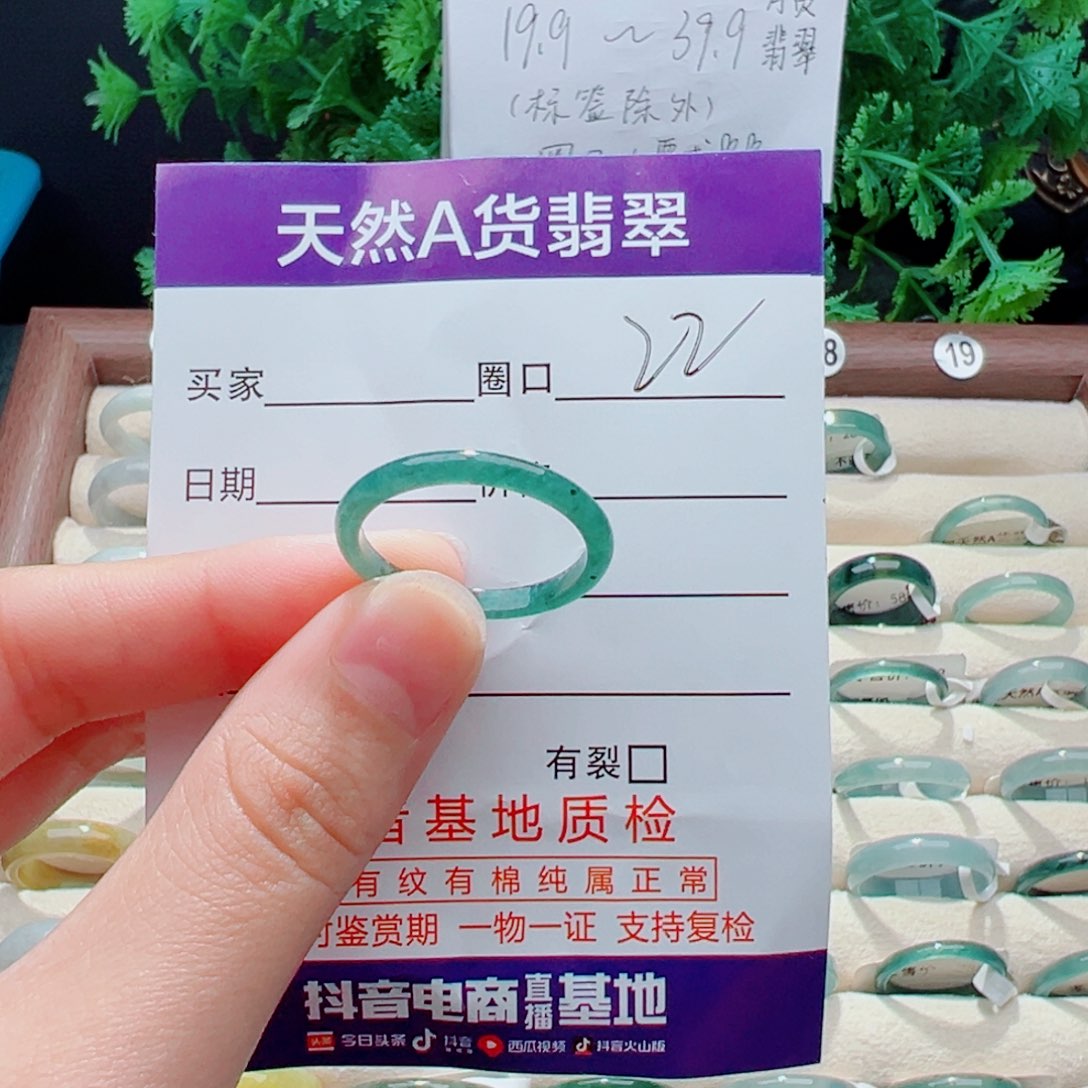 19.9 ~ 39.9
翡翠
(标签除外)
天然A货翡翠
买家
圈口 22
日期
8
19
有裂□
基地质检
有纹有棉纯属正常
鉴赏期 一物一证 支持复检
抖音电商直播基地
头条 今日头条 抖音 西瓜视频 抖音火山版